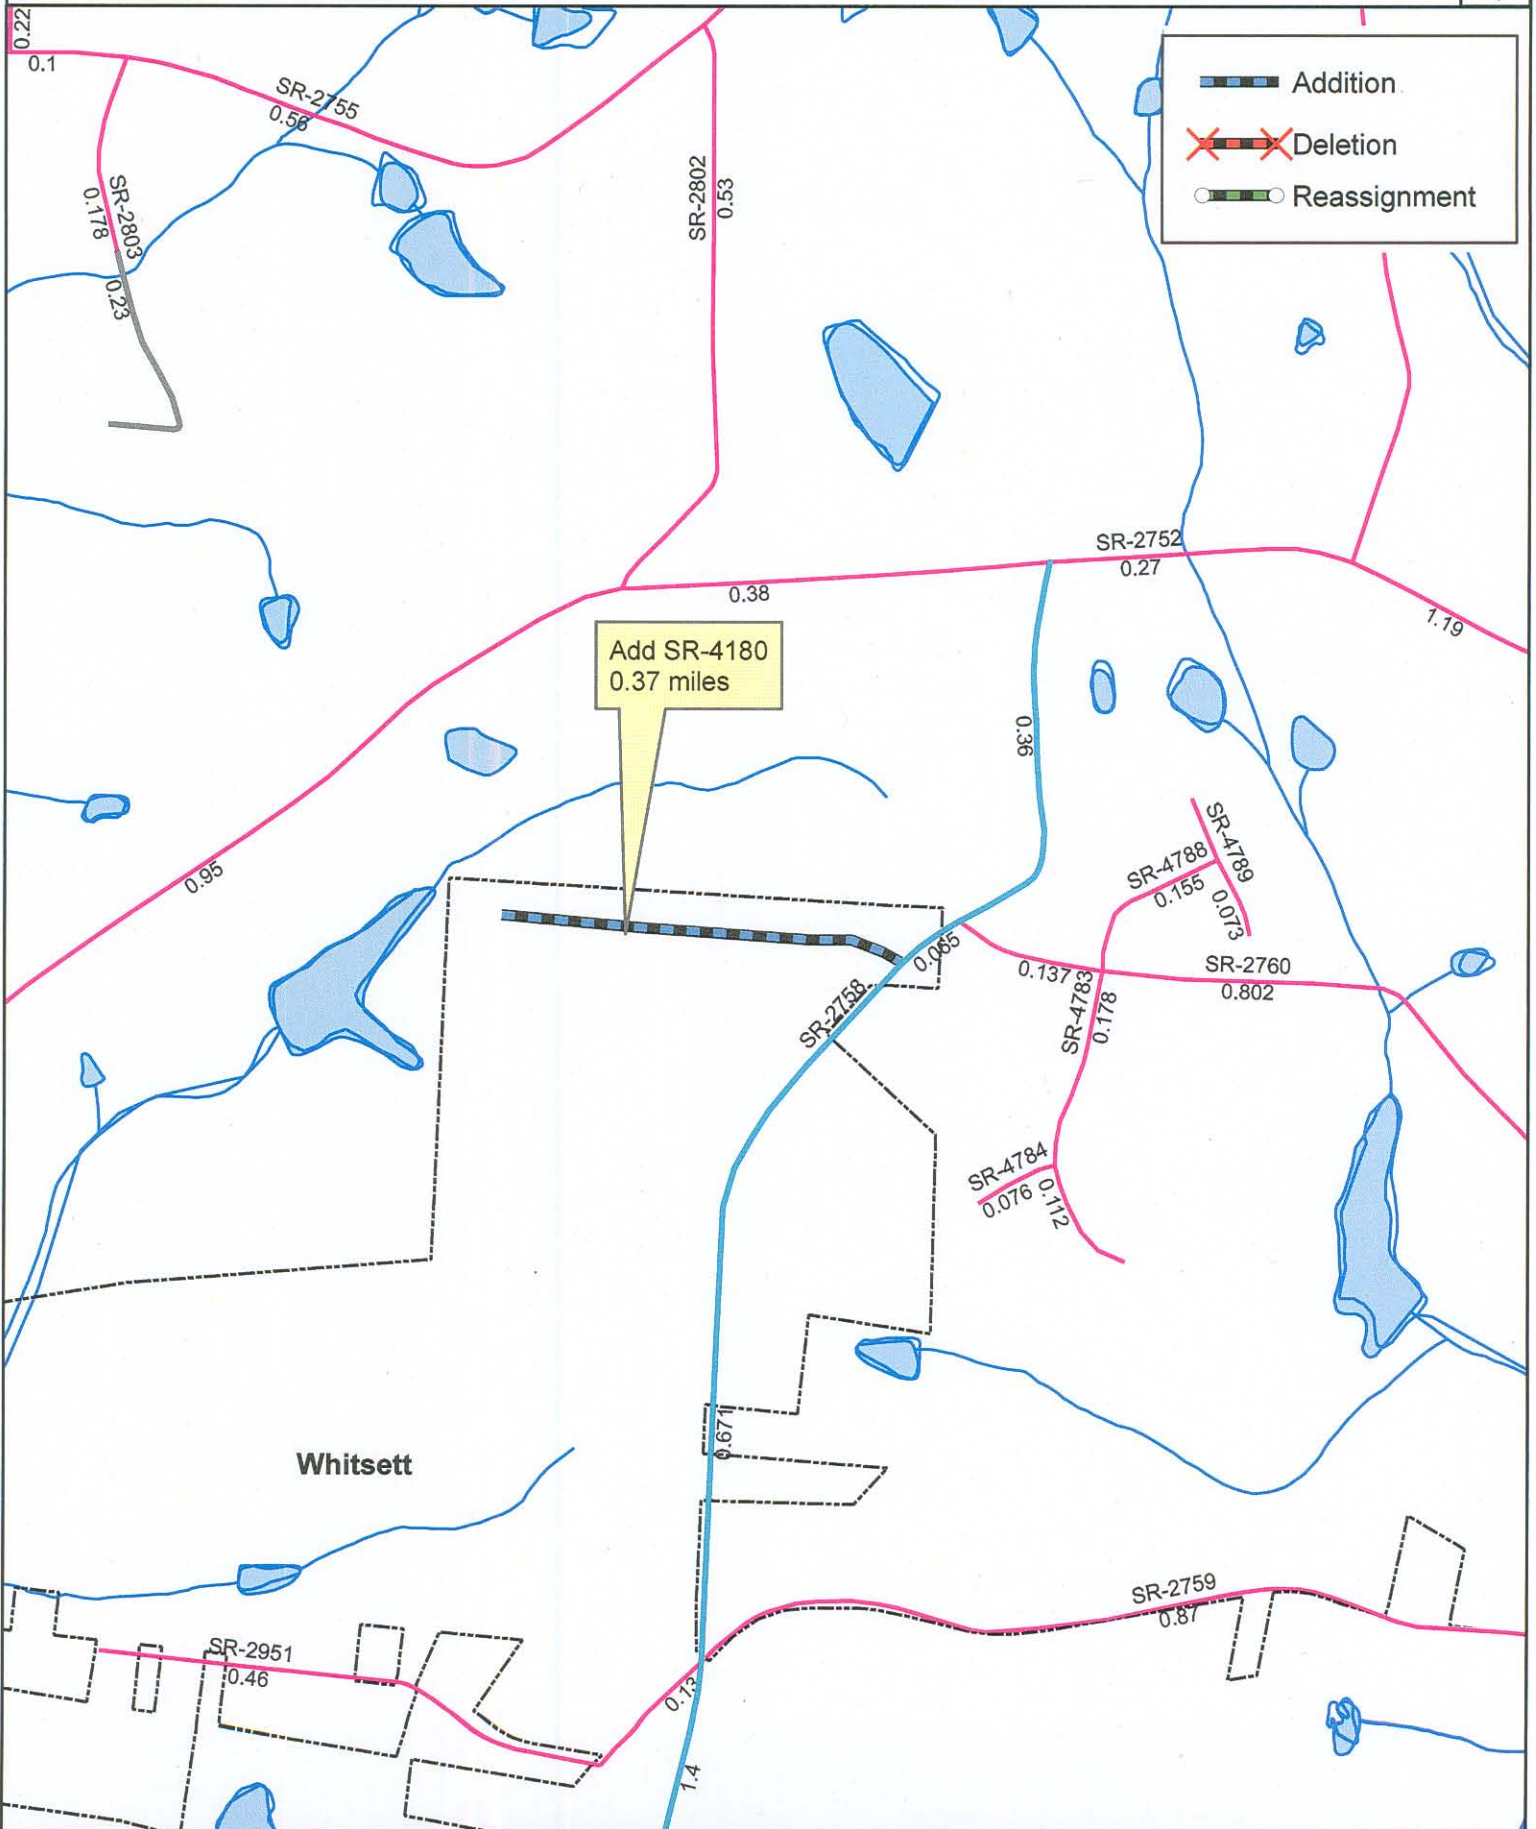 0.22
0.1
SR-2755
0.56
Addition
Deletion
Reassignment
SR-2802
0.53
SR-2803
0.178
0.23
SR-2752
0.27
0.38
1.19
Add SR-4180
0.37 miles
0.36
0.95
SR-4789
SR-4788
0.155
0.073
0.065
0.137
SR-2760
0.802
SR-2758
SR-4783
0.178
SR-4784
0.076
0.112
0.671
Whitsett
SR-2759
0.87
SR-2951
0.46
0.13
1.4